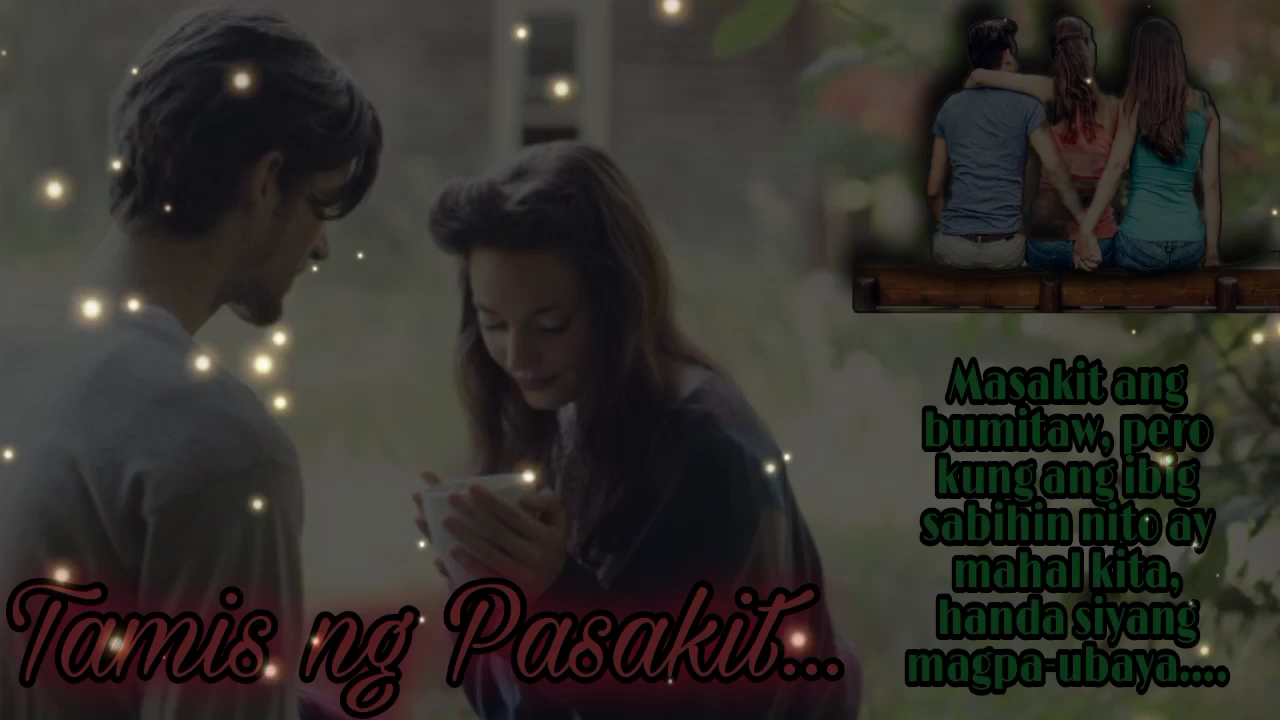 Masakit ang
bumitaw, pero
kung ang ibig
sabihin nito ay
mahal kita,
handa siyang
magpa-ubaya....
Tamis ng Pasakit...